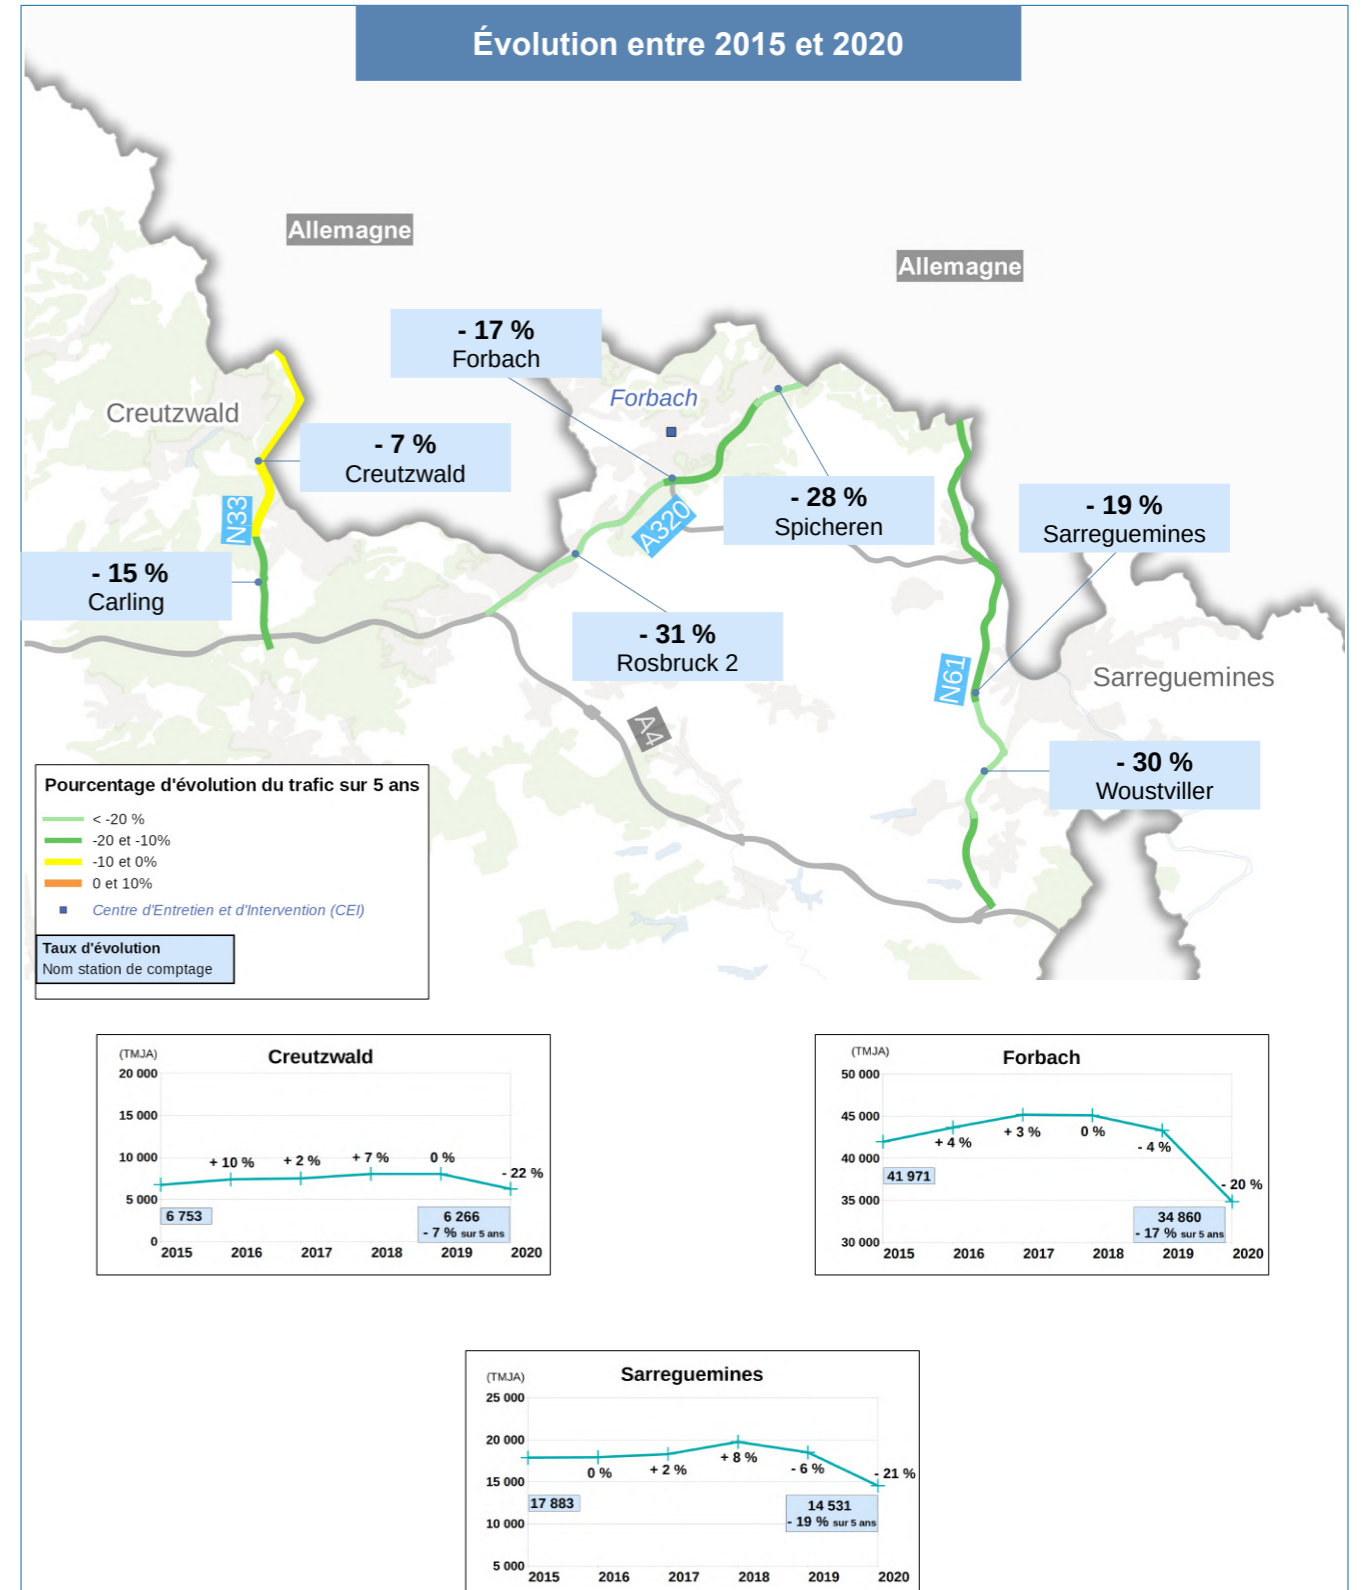 Évolution entre 2015 et 2020
Allemagne
Allemagne
- 17 %
Forbach
Forbach
Creutzwald
- 7 %
Creutzwald
N33
A320
- 28 %
Spicheren
- 19 %
Sarreguemines
- 15 %
Carling
- 31 %
Rosbruck 2
N61
Sarreguemines
A4
- 30 %
Woustviller
Pourcentage d'évolution du trafic sur 5 ans
< -20 %
-20 et -10%
-10 et 0%
0 et 10%
Centre d'Entretien et d'Intervention (CEI)
Taux d'évolution
Nom station de comptage
(TMJA)
Creutzwald
20 000
15 000
10 000
5 000
0
+ 10 %
+ 2 %
+ 7 %
0 %
- 22 %
6 753
6 266
- 7 % sur 5 ans
2015 2016 2017 2018 2019 2020
(TMJA)
Forbach
50 000
45 000
40 000
35 000
30 000
+ 4 %
+ 3 %
0 %
- 4 %
- 20 %
41 971
34 860
- 17 % sur 5 ans
2015 2016 2017 2018 2019 2020
(TMJA)
Sarreguemines
25 000
20 000
15 000
10 000
5 000
0 %
+ 2 %
+ 8 %
- 6 %
- 21 %
17 883
14 531
- 19 % sur 5 ans
2015 2016 2017 2018 2019 2020